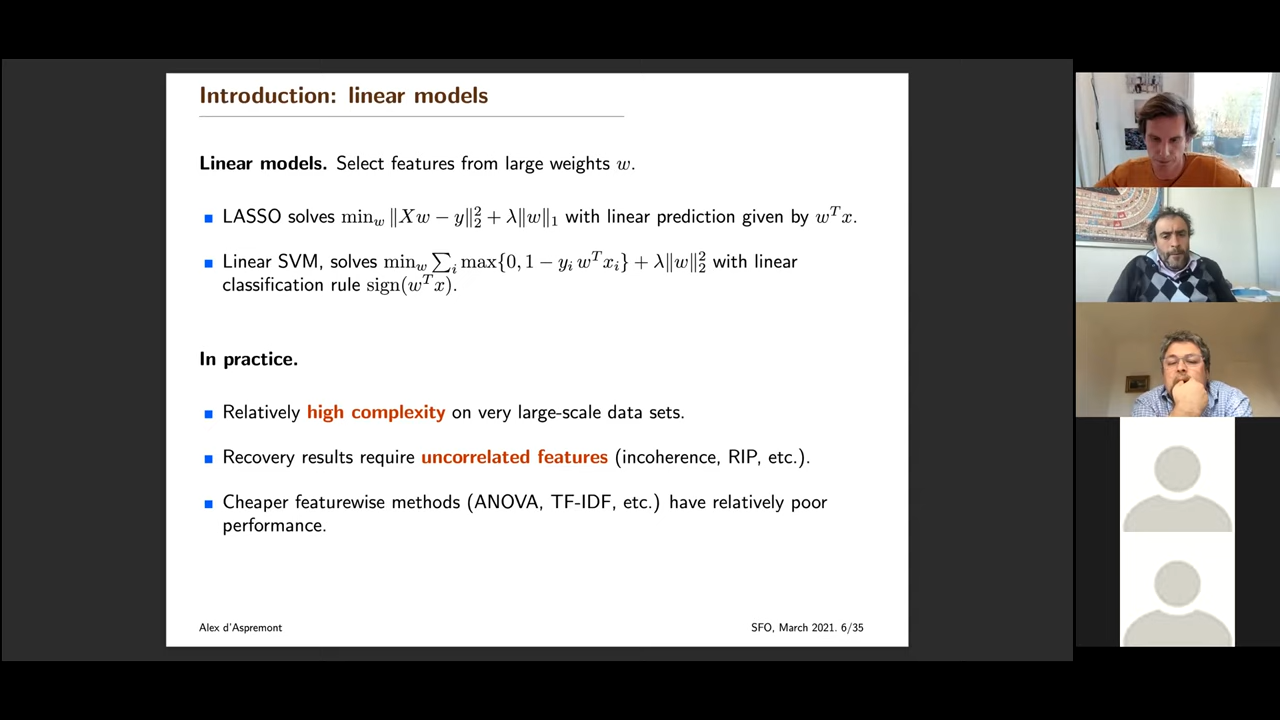 Introduction: linear models
Linear models. Select features from large weights w.
LASSO solves min_w ‖Xw − y‖₂² + λ‖w‖₁ with linear prediction given by wᵀx.
Linear SVM, solves min_w ∑_i max{0, 1 − y_i wᵀx_i} + λ‖w‖₂² with linear
classification rule sign(wᵀx).
In practice.
Relatively high complexity on very large-scale data sets.
Recovery results require uncorrelated features (incoherence, RIP, etc.).
Cheaper featurewise methods (ANOVA, TF-IDF, etc.) have relatively poor
performance.
Alex d'Aspremont
SFO, March 2021. 6/35